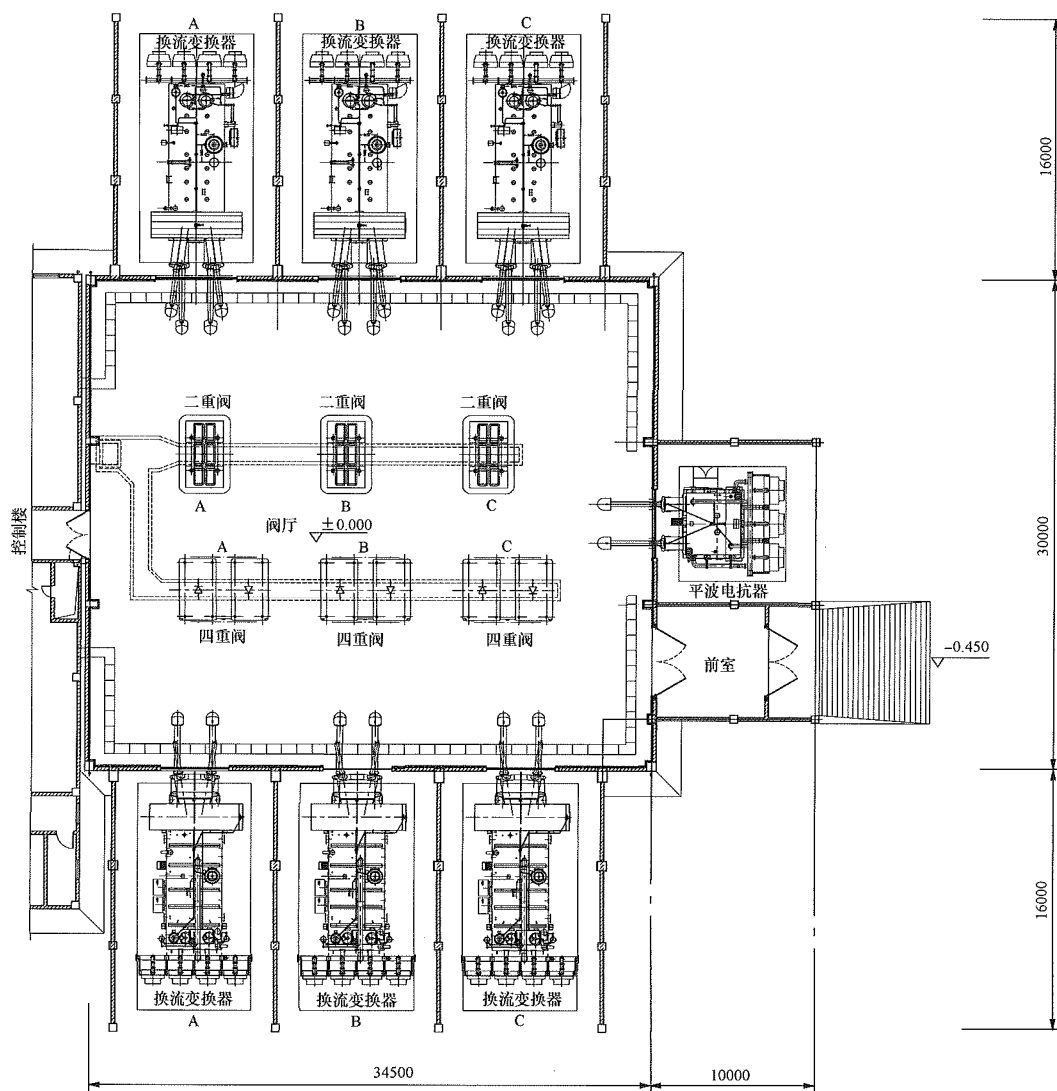 A B C
换流变换器 换流变换器 换流变换器
16000
二重阀 二重阀 二重阀
A B C
阀厅 ±0.000
控制楼
30000
A B C
平波电抗器
四重阀 四重阀 四重阀
前室
-0.450
16000
换流变换器 换流变换器 换流变换器
A B C
34500 10000